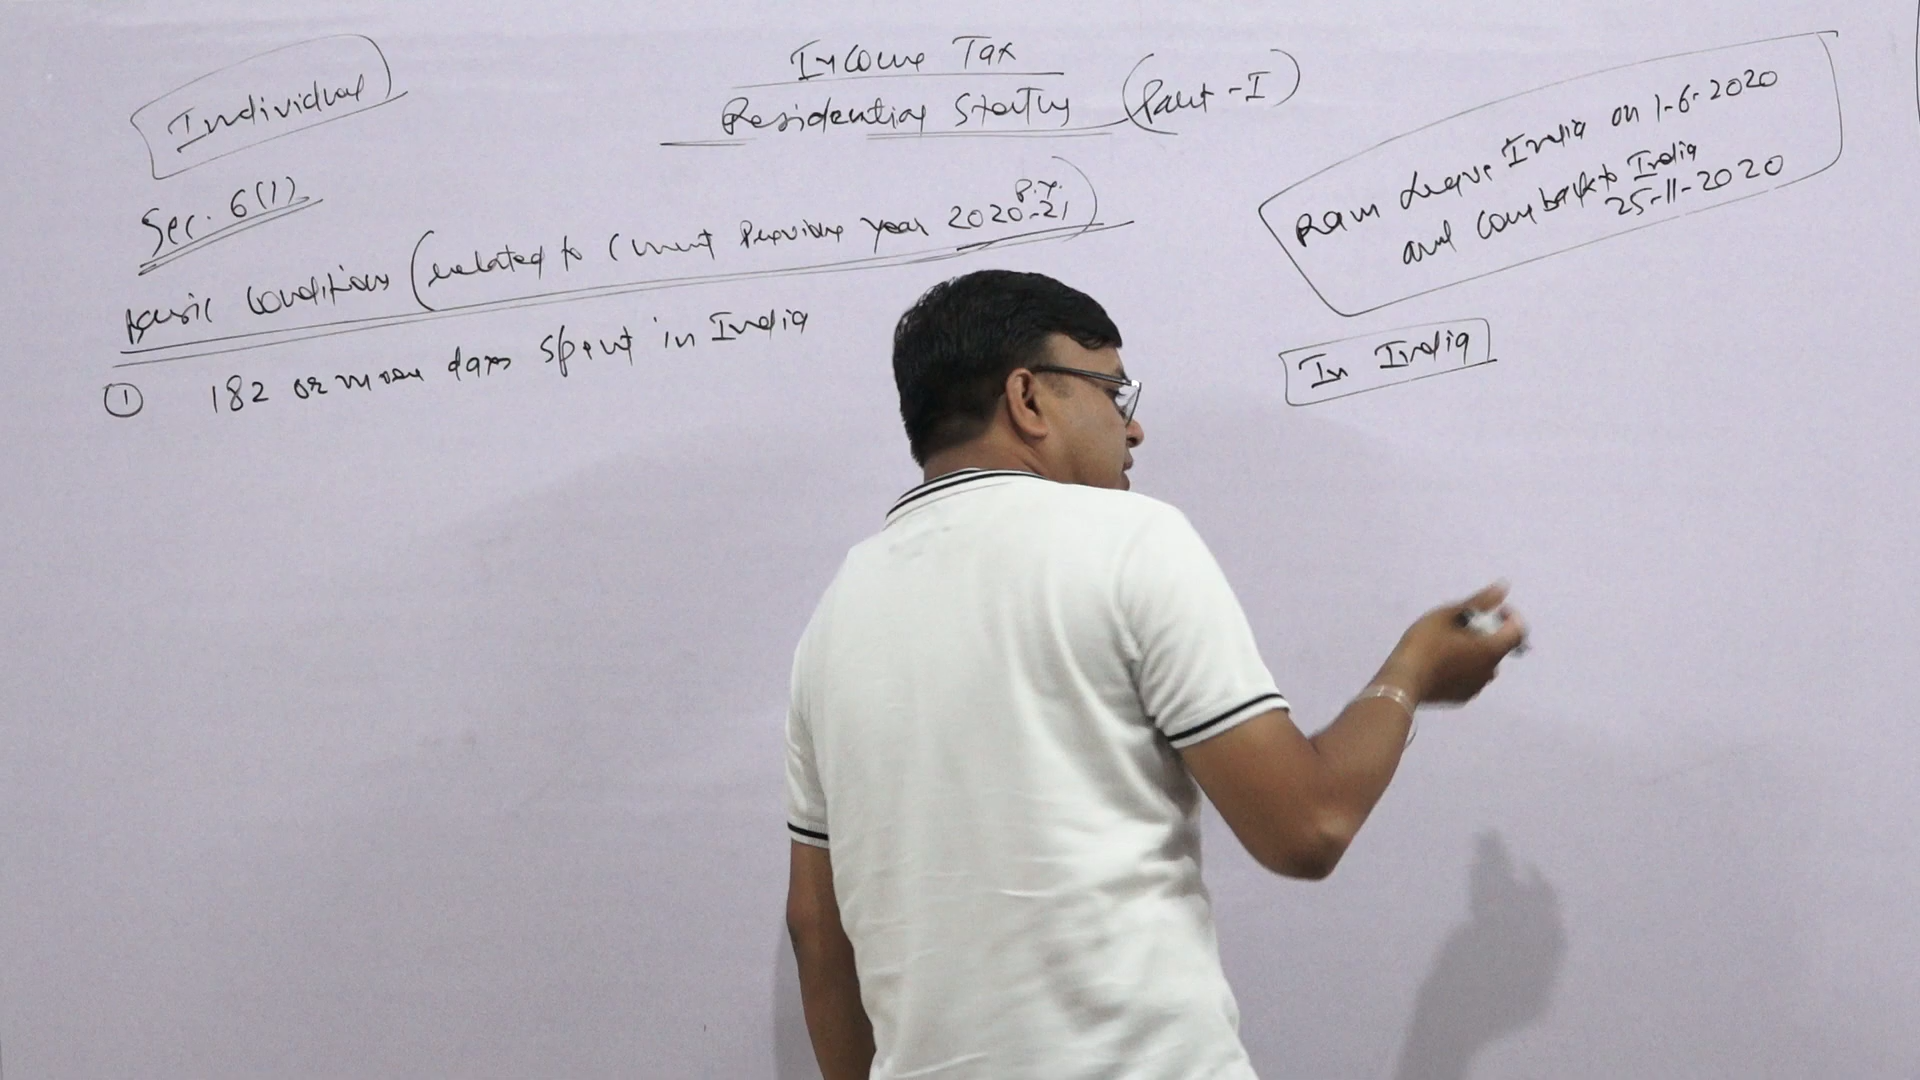 Income Tax
Residential Status (Part-I)
Individual
Sec. 6(1)
Basic Conditions (related to Current Previous year 2020-21)
P.Y.
① 182 or more days spent in India
Ram leave India on 1-6-2020
and come back to India
25-11-2020
In India